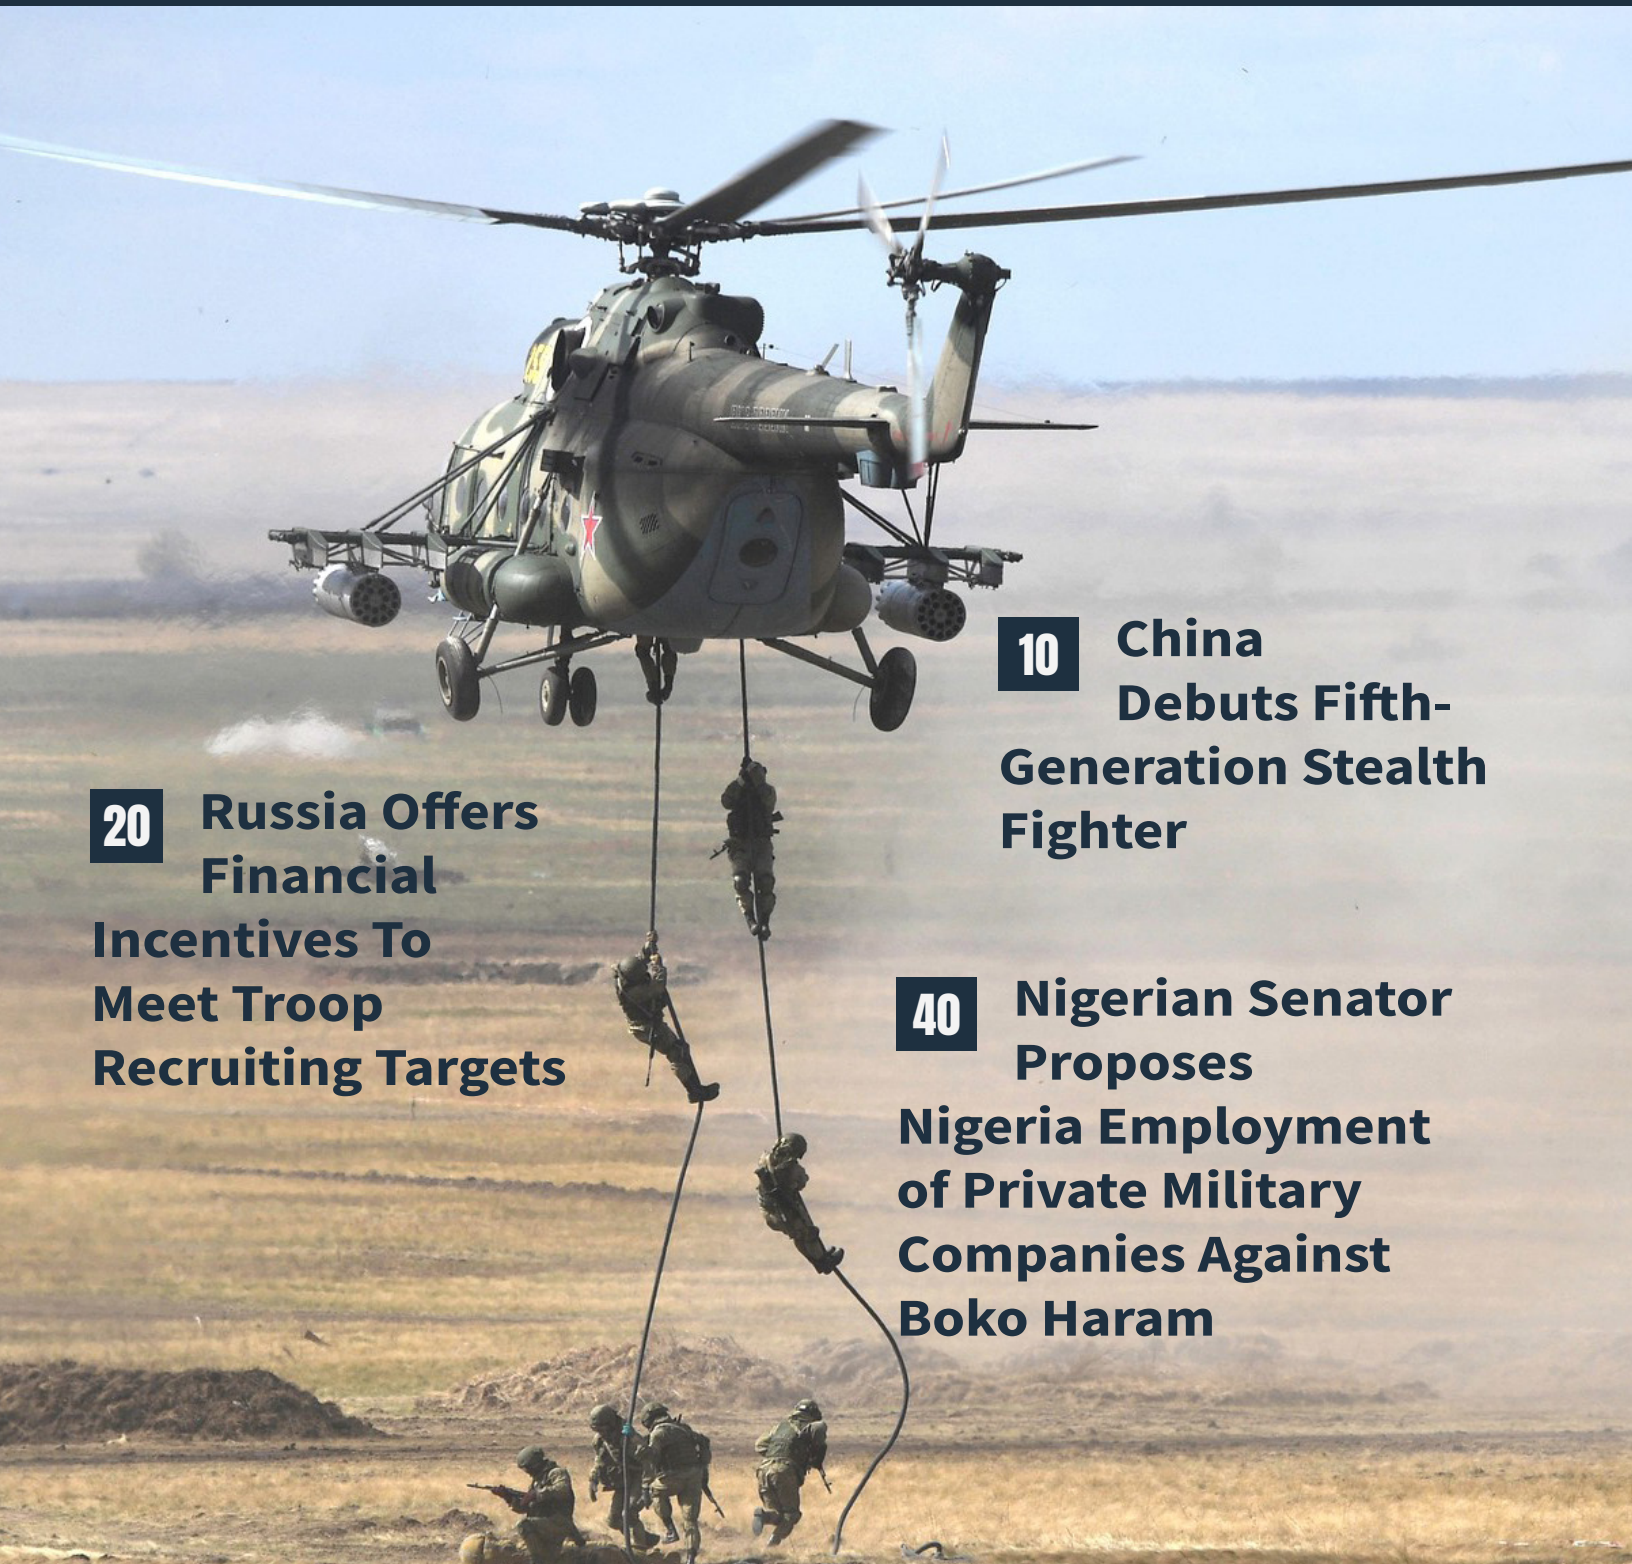 10 China
Debuts Fifth-
Generation Stealth
Fighter
20 Russia Offers
Financial
Incentives To
Meet Troop
Recruiting Targets
40 Nigerian Senator
Proposes
Nigeria Employment
of Private Military
Companies Against
Boko Haram